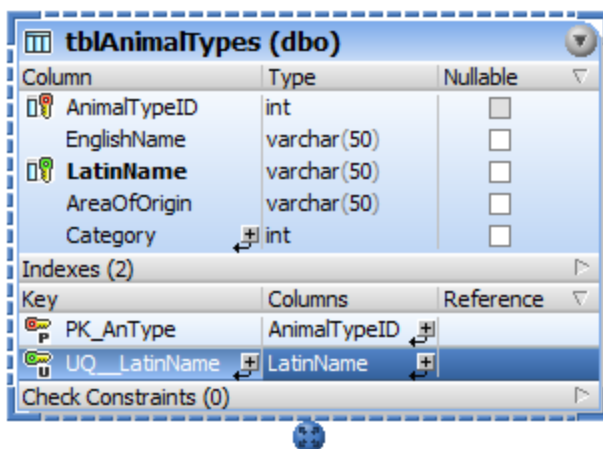 tblAnimalTypes (dbo)
Column Type Nullable
AnimalTypeID int
EnglishName varchar(50)
LatinName varchar(50)
AreaOfOrigin varchar(50)
Category int
Indexes (2)
Key Columns Reference
P PK_AnType AnimalTypeID
U UQ__LatinName LatinName
Check Constraints (0)